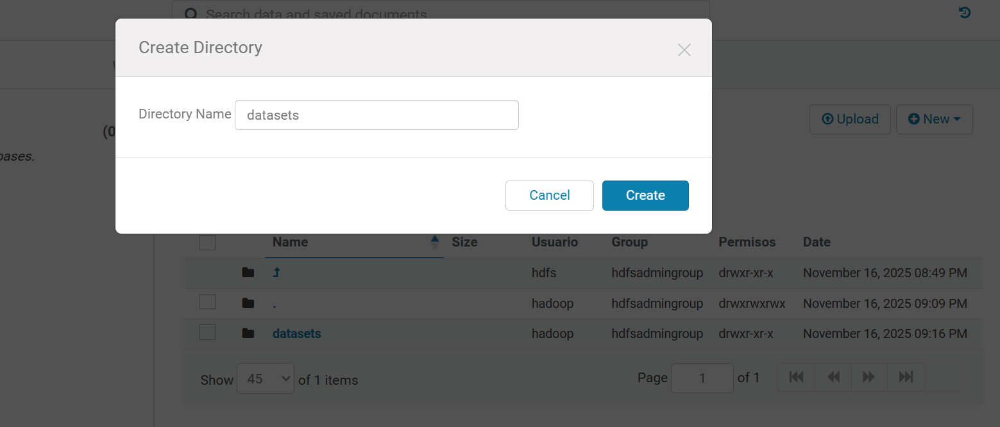 Search data and saved documents
Create Directory
Directory Name datasets
Upload New
(0
bases.
Cancel Create
Name Size Usuario Group Permisos Date
hdfs hdfsadmingroup drwxr-xr-x November 16, 2025 08:49 PM
. hadoop hdfsadmingroup drwxrwxrwx November 16, 2025 09:09 PM
datasets hadoop hdfsadmingroup drwxr-xr-x November 16, 2025 09:16 PM
Show 45 of 1 items Page 1 of 1